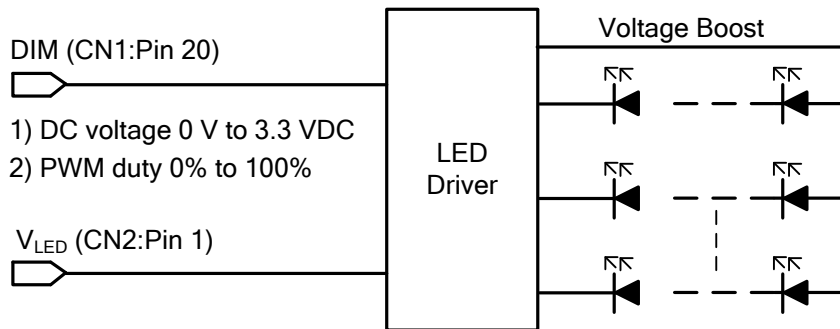 DIM (CN1:Pin 20)
1) DC voltage 0 V to 3.3 VDC
2) PWM duty 0% to 100%
VLED (CN2:Pin 1)
LED
Driver
Voltage Boost